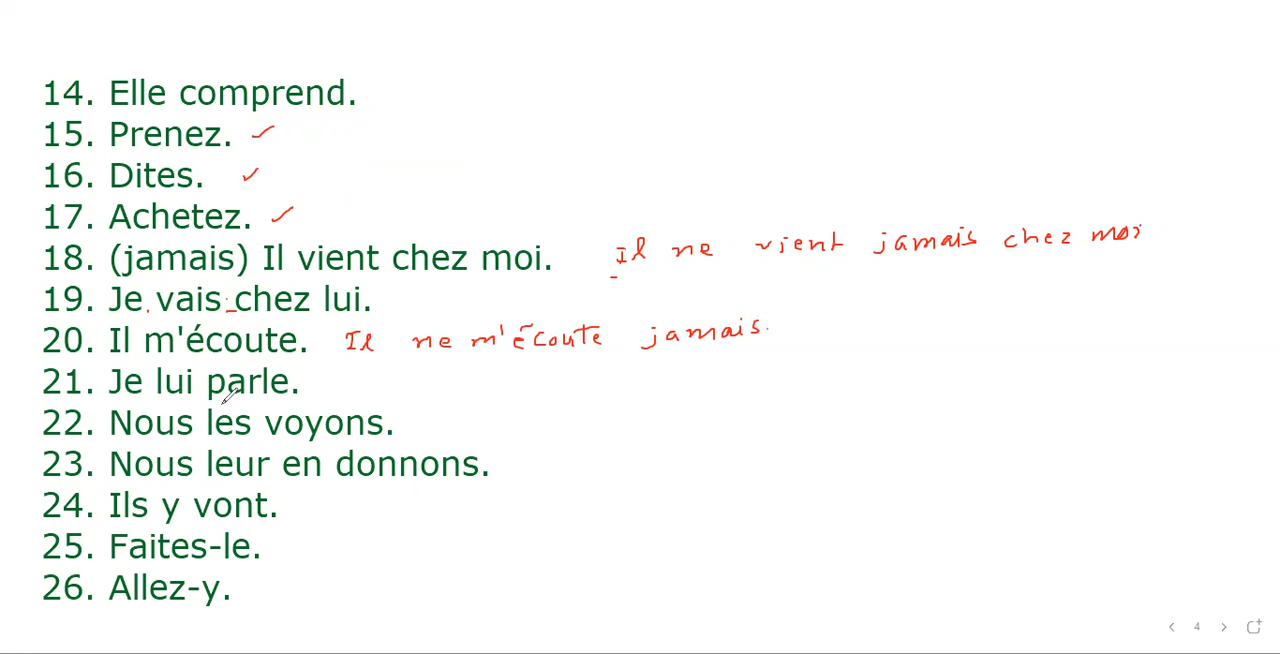 14. Elle comprend.
15. Prenez.
16. Dites.
17. Achetez.
18. (jamais) Il vient chez moi. Il ne vient jamais chez moi
19. Je vais chez lui.
20. Il m'écoute. Il ne m'écoute jamais.
21. Je lui parle.
22. Nous les voyons.
23. Nous leur en donnons.
24. Ils y vont.
25. Faites-le.
26. Allez-y.
4